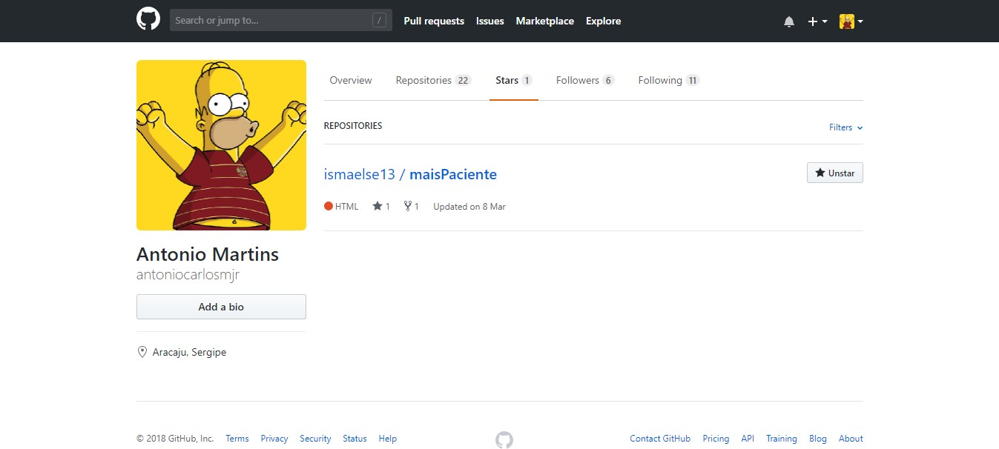 Search or jump to... / Pull requests Issues Marketplace Explore
Overview Repositories 22 Stars 1 Followers 6 Following 11
REPOSITORIES Filters
ismaelse13 / maisPaciente Unstar
HTML 1 1 Updated on 8 Mar
Antonio Martins
antoniocarlosmjr
Add a bio
Aracaju, Sergipe
© 2018 GitHub, Inc. Terms Privacy Security Status Help Contact GitHub Pricing API Training Blog About